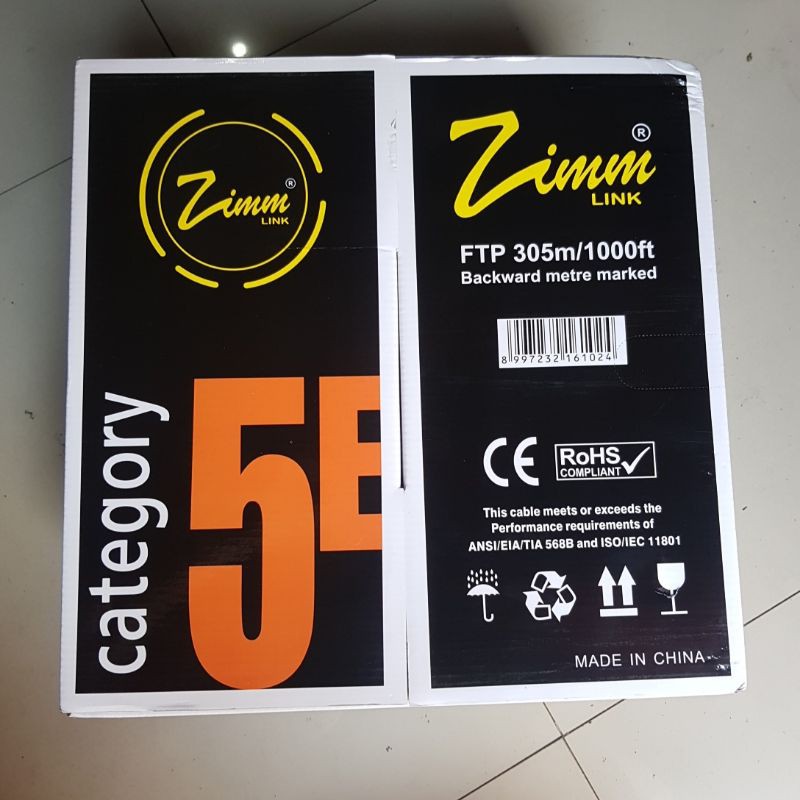 Zimm ®
LINK
category
5E
Zimm ®
LINK
FTP 305m/1000ft
Backward metre marked
8 997232 161024
CE
RoHS
COMPLIANT
This cable meets or exceeds the
Performance requirements of
ANSI/EIA/TIA 568B and ISO/IEC 11801
MADE IN CHINA